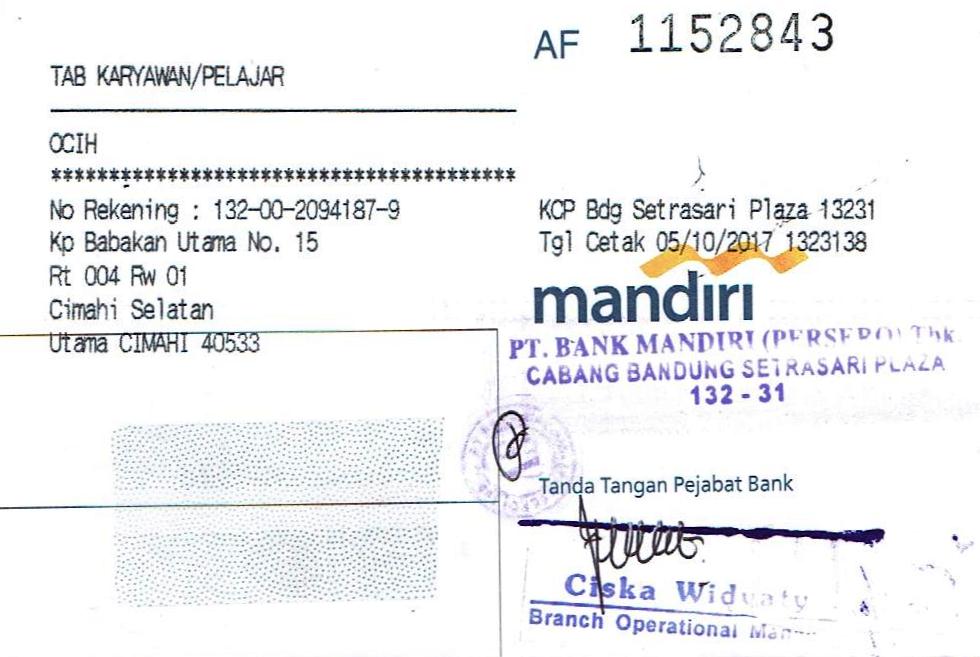 AF 1152843
TAB KARYAWAN/PELAJAR
OCIH
****************************************
No Rekening : 132-00-2094187-9
Kp Babakan Utama No. 15
Rt 004 Rw 01
Cimahi Selatan
Utama CIMAHI 40533
KCP Bdg Setrasari Plaza 13231
Tgl Cetak 05/10/2017 1323138
mandiri
PT. BANK MANDIRI (PERSERO) Tbk.
CABANG BANDUNG SETRASARI PLAZA
132 - 31
Tanda Tangan Pejabat Bank
Ciska Widyaty
Branch Operational